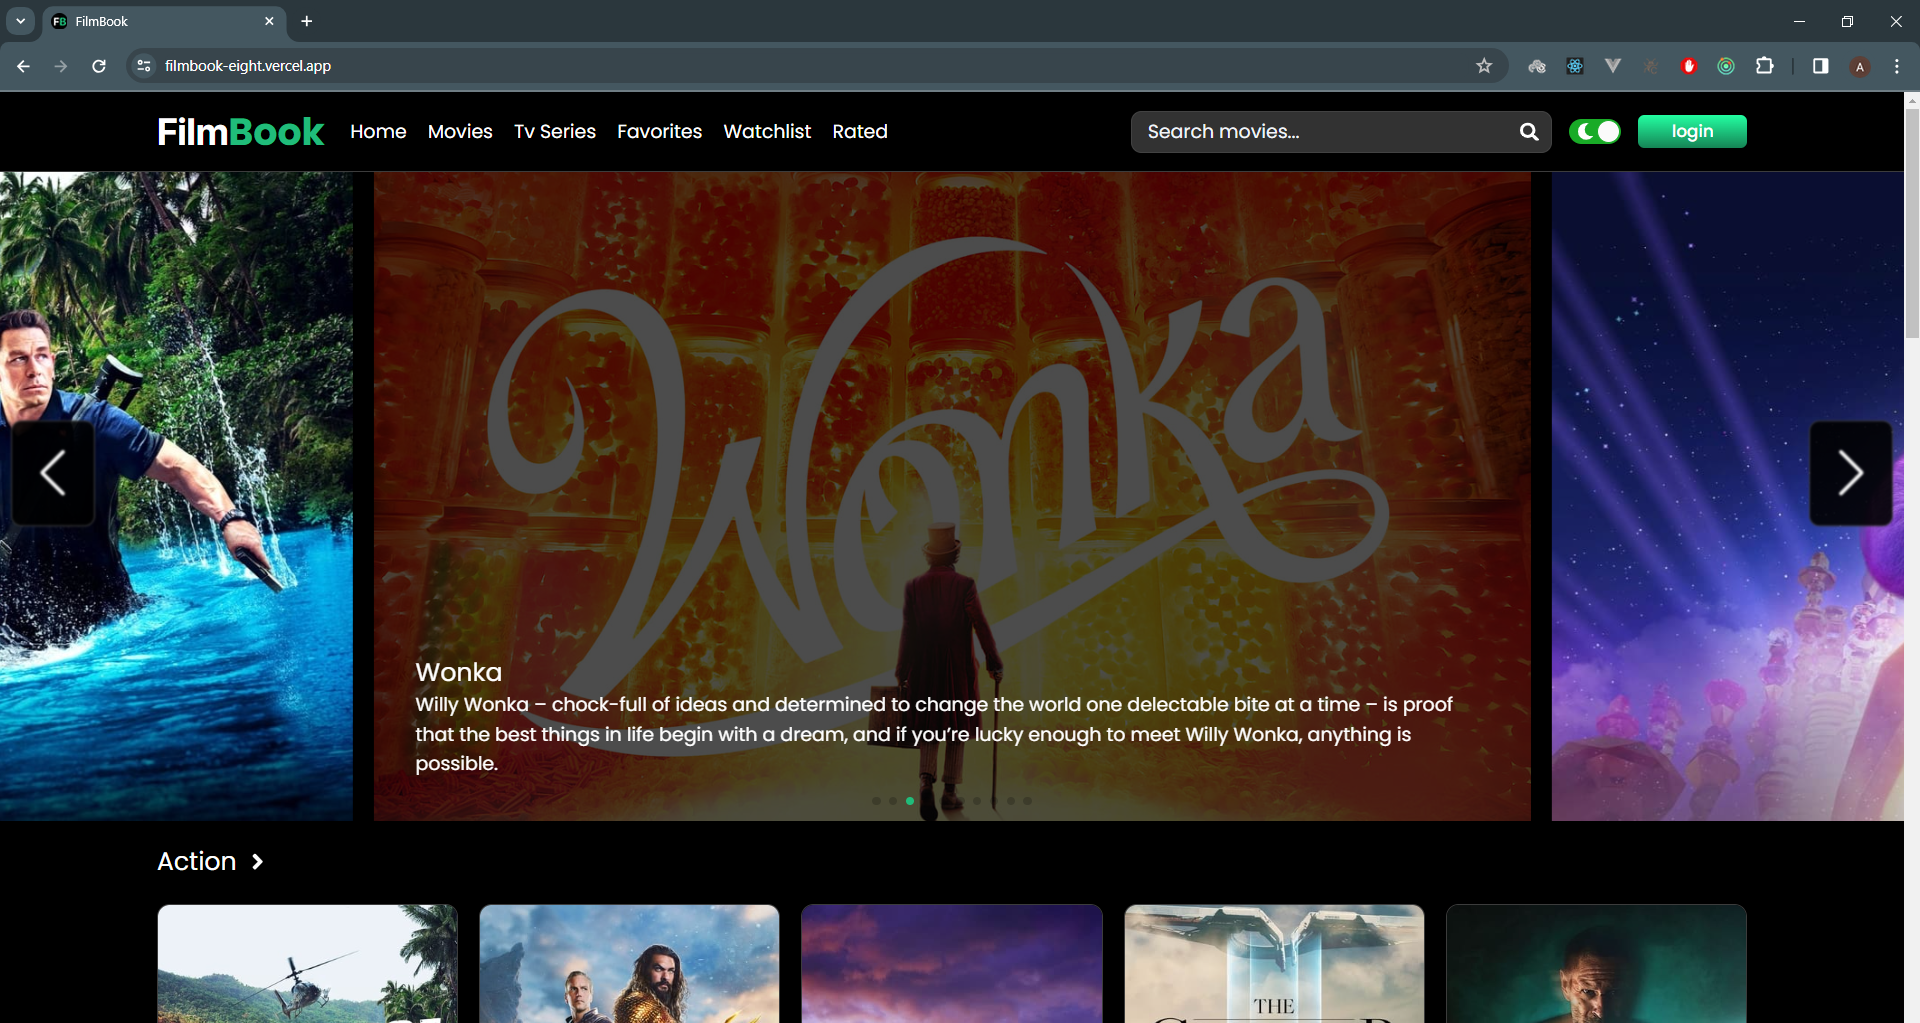 FilmBook
filmbook-eight.vercel.app
A
FilmBook
Home
Movies
Tv Series
Favorites
Watchlist
Rated
Search movies...
login
Wonka
Wonka
Willy Wonka – chock-full of ideas and determined to change the world one delectable bite at a time – is proof
that the best things in life begin with a dream, and if you’re lucky enough to meet Willy Wonka, anything is
possible.
Action
THE